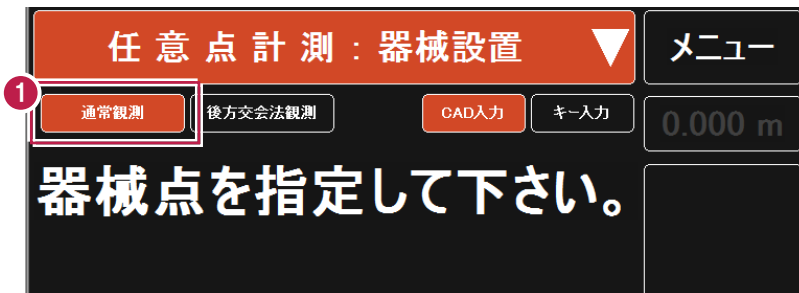 任意点計測：器械設置 ▼
メニュー
1
通常観測 後方交会法観測 CAD入力 キー入力
0.000 m
器械点を指定して下さい。